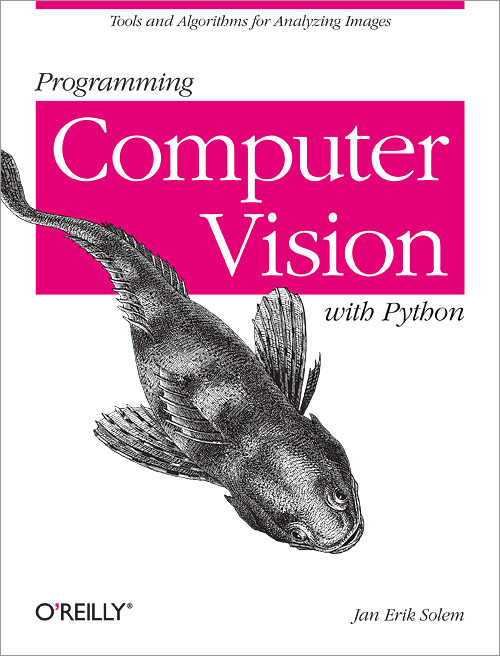 Tools and Algorithms for Analyzing Images
Programming
Computer
Vision
with Python
O'REILLY®
Jan Erik Solem